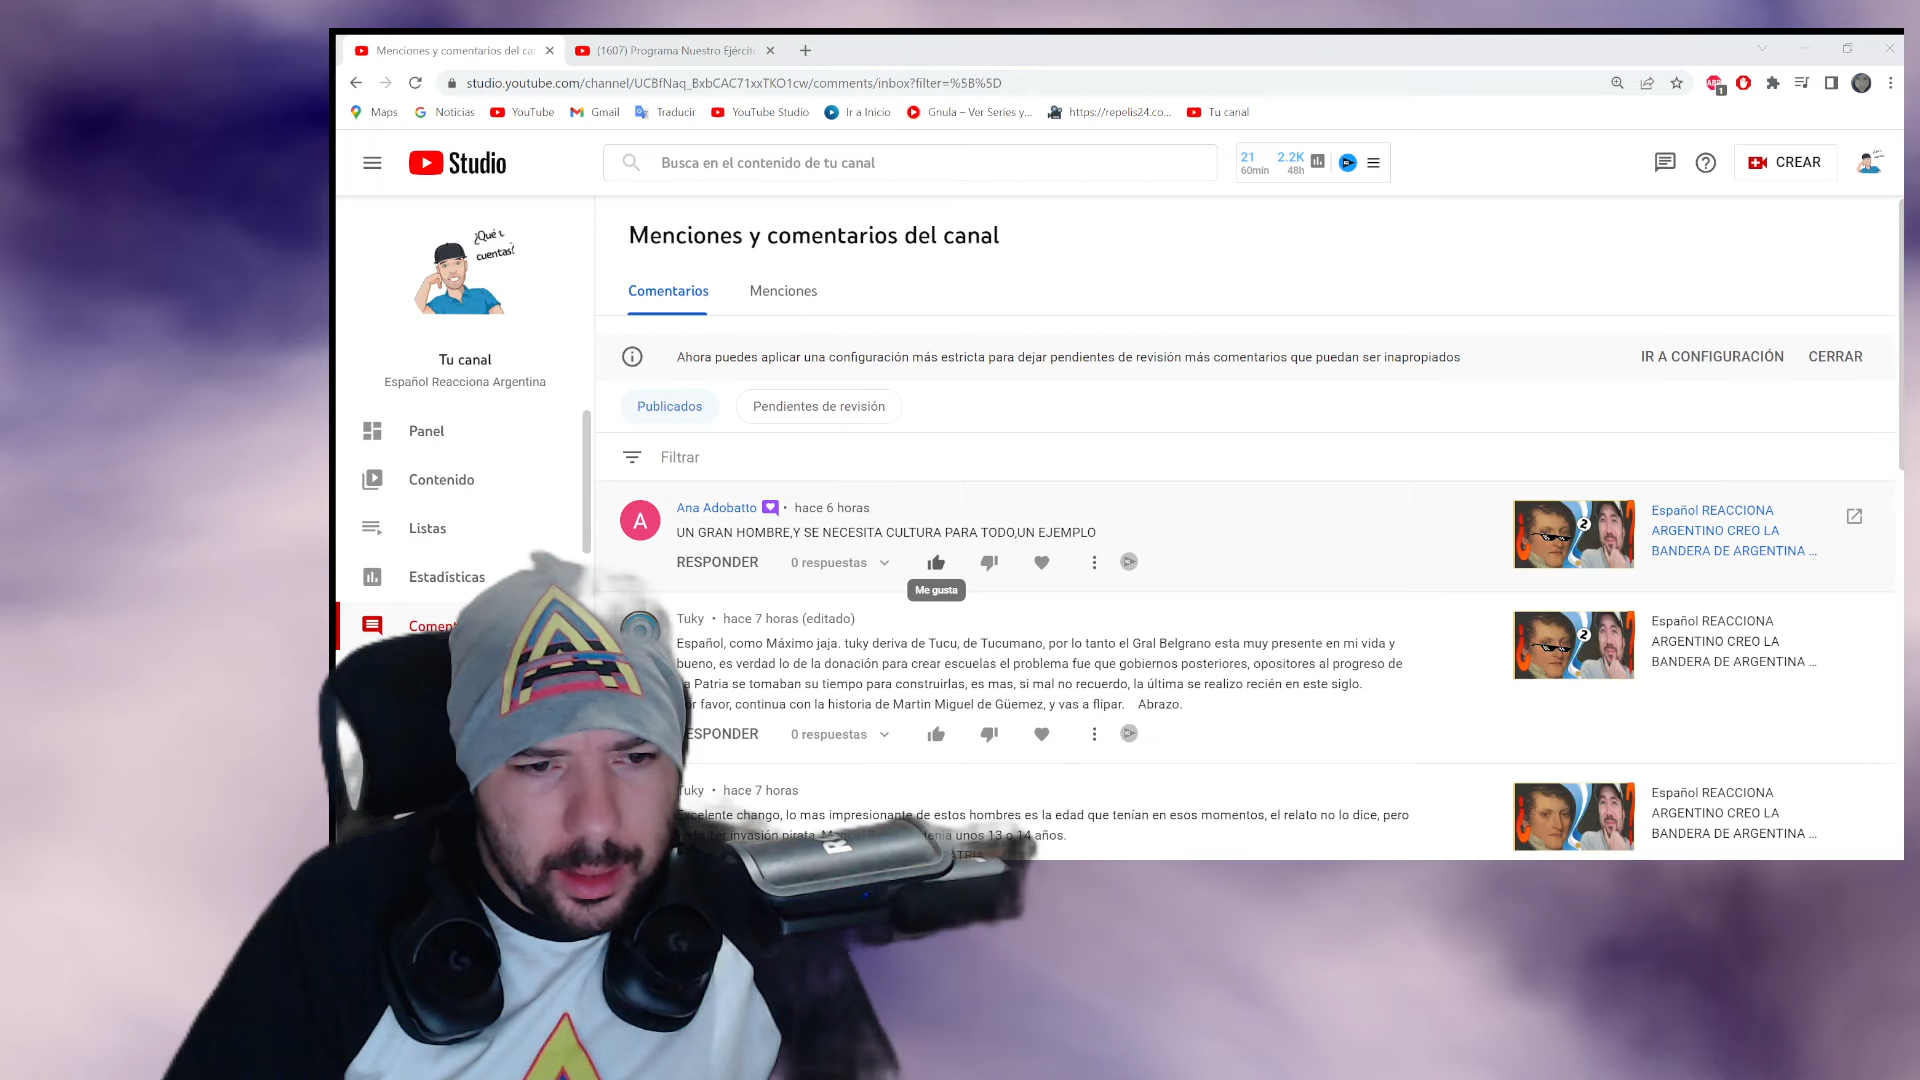 Menciones y comentarios del ca
(1607) Programa Nuestro Ejércit
studio.youtube.com/channel/UCBfNaq_BxbCAC71xxTKO1cw/comments/inbox?filter=%5B%5D
Maps
Noticias
YouTube
Gmail
Traducir
YouTube Studio
Ir a Inicio
Gnula – Ver Series y...
https://repelis24.co...
Tu canal
Studio
Busca en el contenido de tu canal
21 2.2K
60min 48h
CREAR
¿Qué
cuentas?
Tu canal
Español Reacciona Argentina
Panel
Contenido
Listas
Estadísticas
Coment
Menciones y comentarios del canal
Comentarios Menciones
Ahora puedes aplicar una configuración más estricta para dejar pendientes de revisión más comentarios que puedan ser inapropiados
IR A CONFIGURACIÓN CERRAR
Publicados Pendientes de revisión
Filtrar
A
Ana Adobatto • hace 6 horas
UN GRAN HOMBRE,Y SE NECESITA CULTURA PARA TODO,UN EJEMPLO
RESPONDER 0 respuestas
Me gusta
2
Español REACCIONA
ARGENTINO CREO LA
BANDERA DE ARGENTINA ...
Tuky • hace 7 horas (editado)
Español, como Máximo jaja. tuky deriva de Tucu, de Tucumano, por lo tanto el Gral Belgrano esta muy presente en mi vida y
bueno, es verdad lo de la donación para crear escuelas el problema fue que gobiernos posteriores, opositores al progreso de
a Patria se tomaban su tiempo para construirlas, es mas, si mal no recuerdo, la última se realizo recién en este siglo.
or favor, continua con la historia de Martin Miguel de Güemez, y vas a flipar. Abrazo.
ESPONDER 0 respuestas
2
Español REACCIONA
ARGENTINO CREO LA
BANDERA DE ARGENTINA ...
Tuky • hace 7 horas
Excelente chango, lo mas impresionante de estos hombres es la edad que tenían en esos momentos, el relato no lo dice, pero
1er invasión pirata, tenia unos 13 o 14 años.
ATRIA
Español REACCIONA
ARGENTINO CREO LA
BANDERA DE ARGENTINA ...